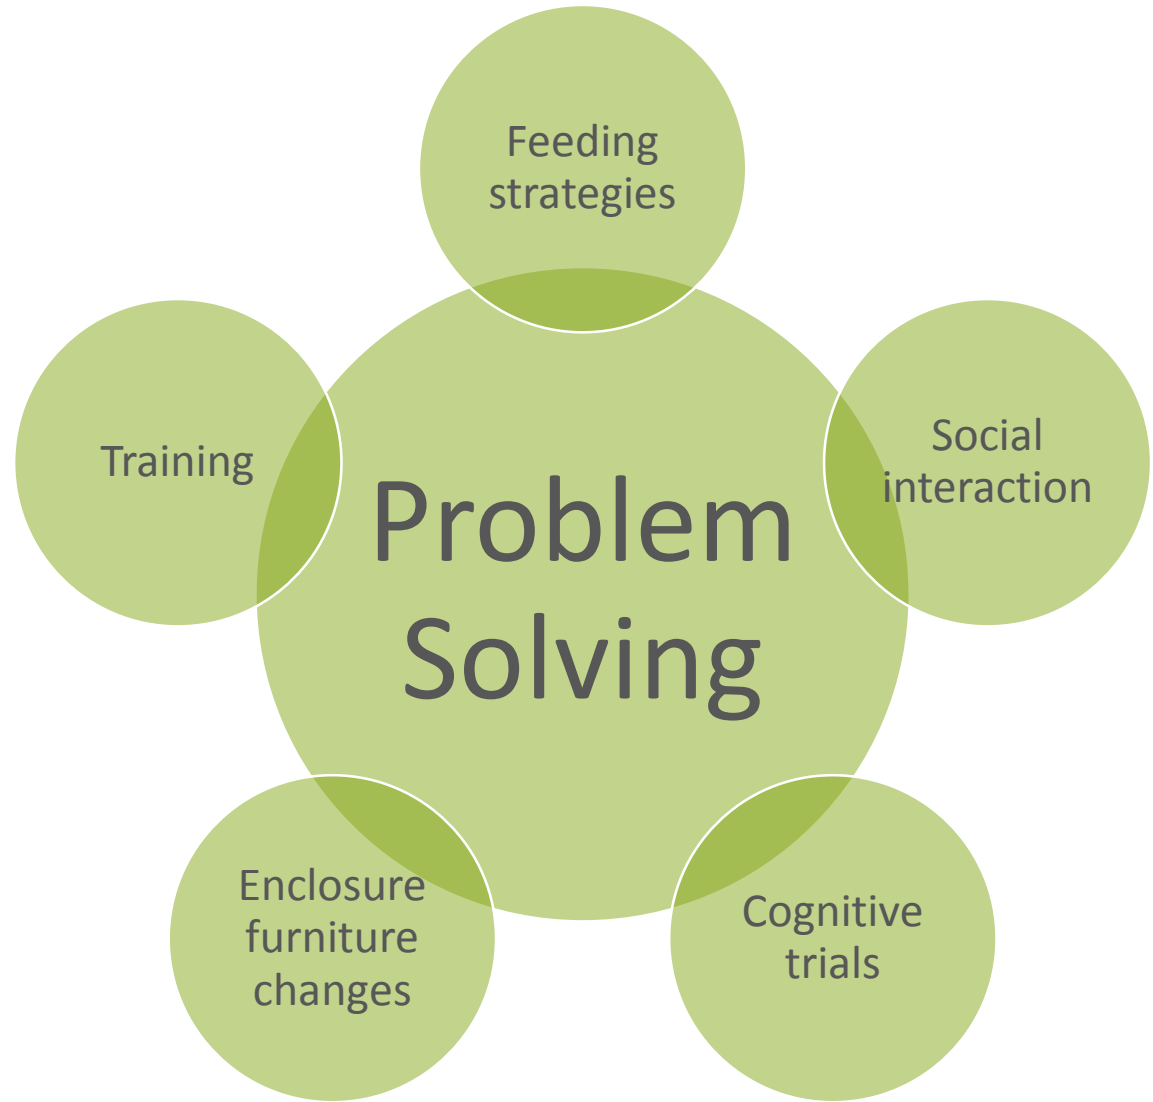 Feeding
strategies
Social
interaction
Cognitive
trials
Enclosure
furniture
changes
Training
Problem
Solving